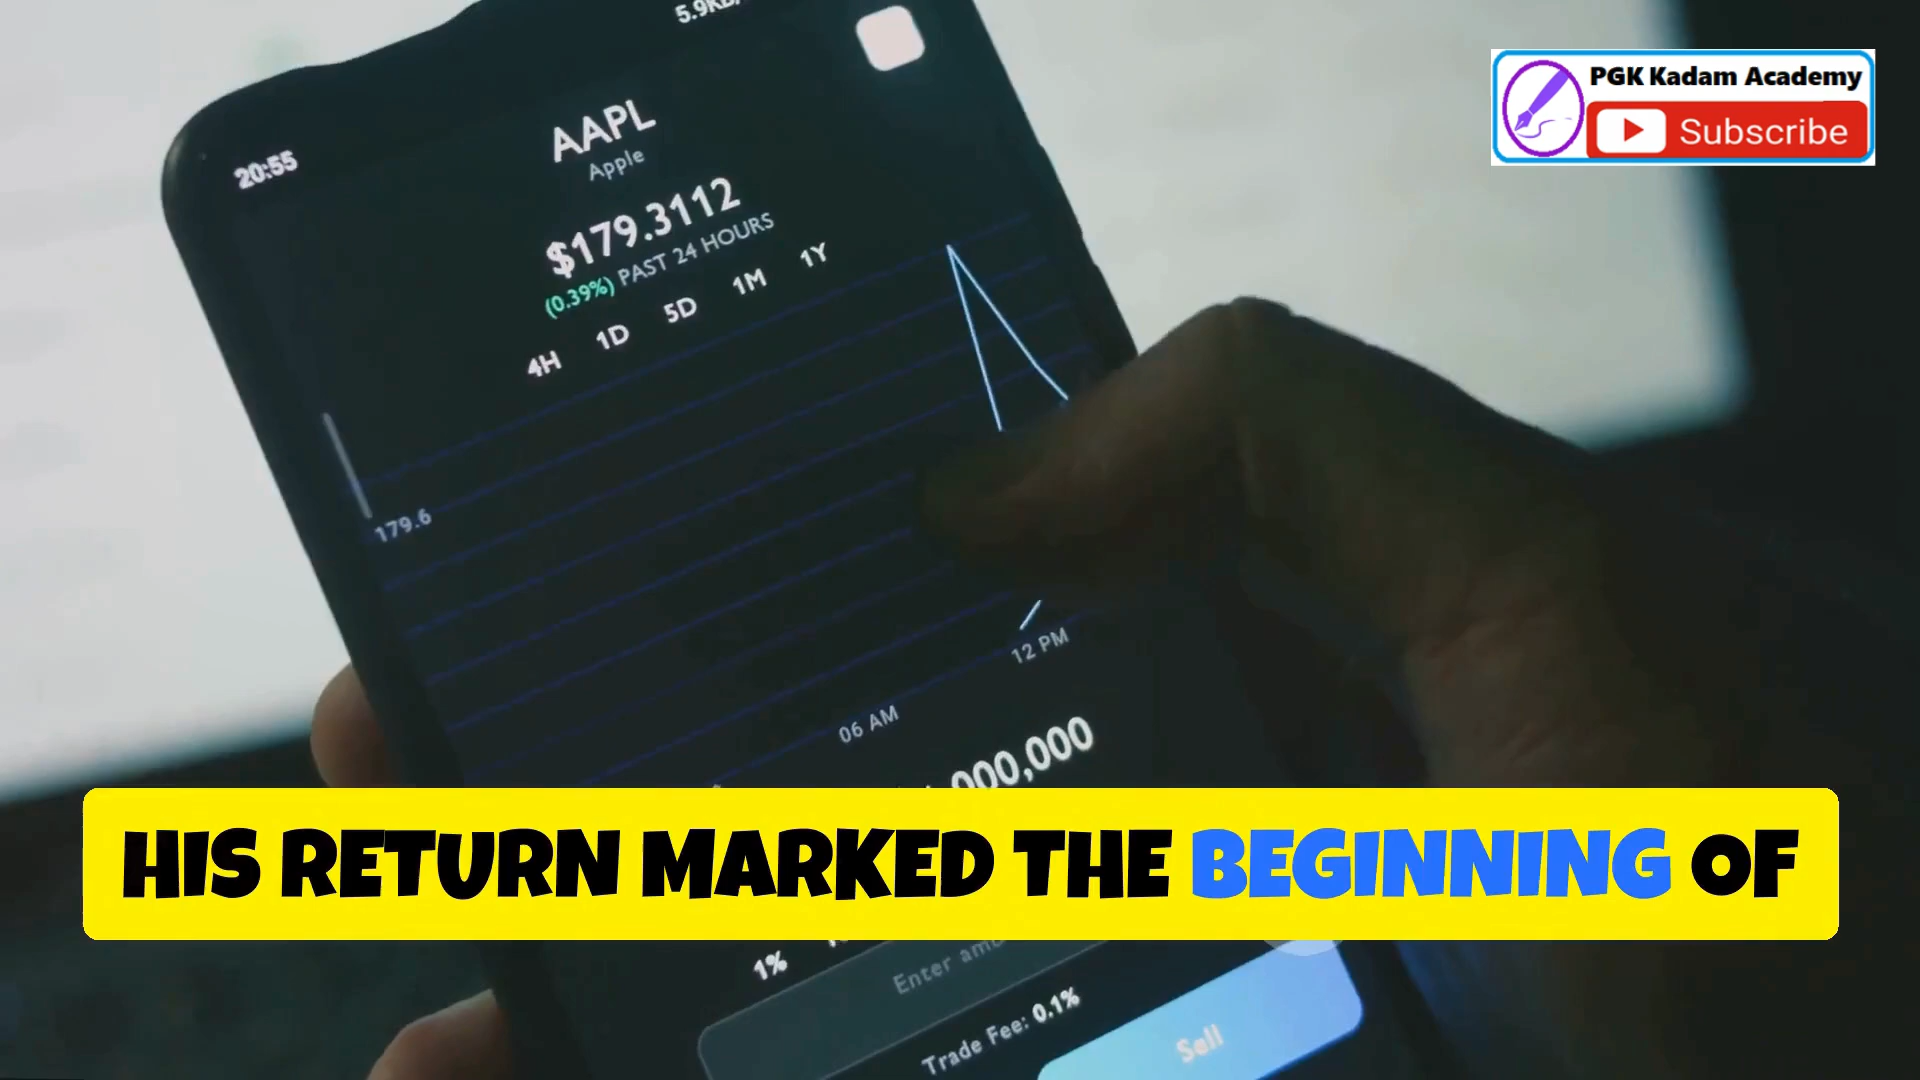 5.9KB/
PGK Kadam Academy
Subscribe
20:55
AAPL
Apple
$179.3112
(0.39%) PAST 24 HOURS
4H 1D 5D 1M 1Y
179.6
12 PM
06 AM
000,000
HIS RETURN MARKED THE BEGINNING OF
1%
Enter amo
Trade Fee: 0.1%
Sell